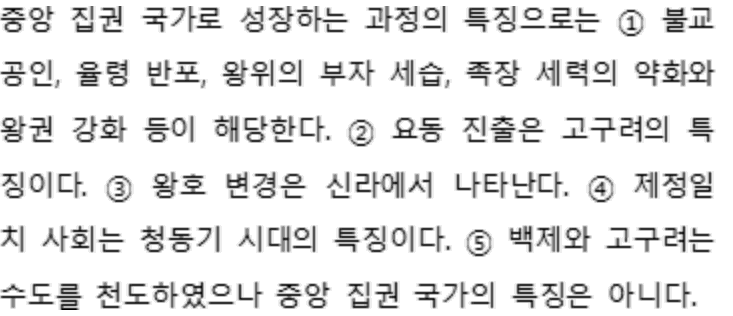 중앙 집권 국가로 성장하는 과정의 특징으로는 ① 불교
공인, 율령 반포, 왕위의 부자 세습, 족장 세력의 약화와
왕권 강화 등이 해당한다. ② 요동 진출은 고구려의 특
징이다. ③ 왕호 변경은 신라에서 나타난다. ④ 제정일
치 사회는 청동기 시대의 특징이다. ⑤ 백제와 고구려는
수도를 천도하였으나 중앙 집권 국가의 특징은 아니다.